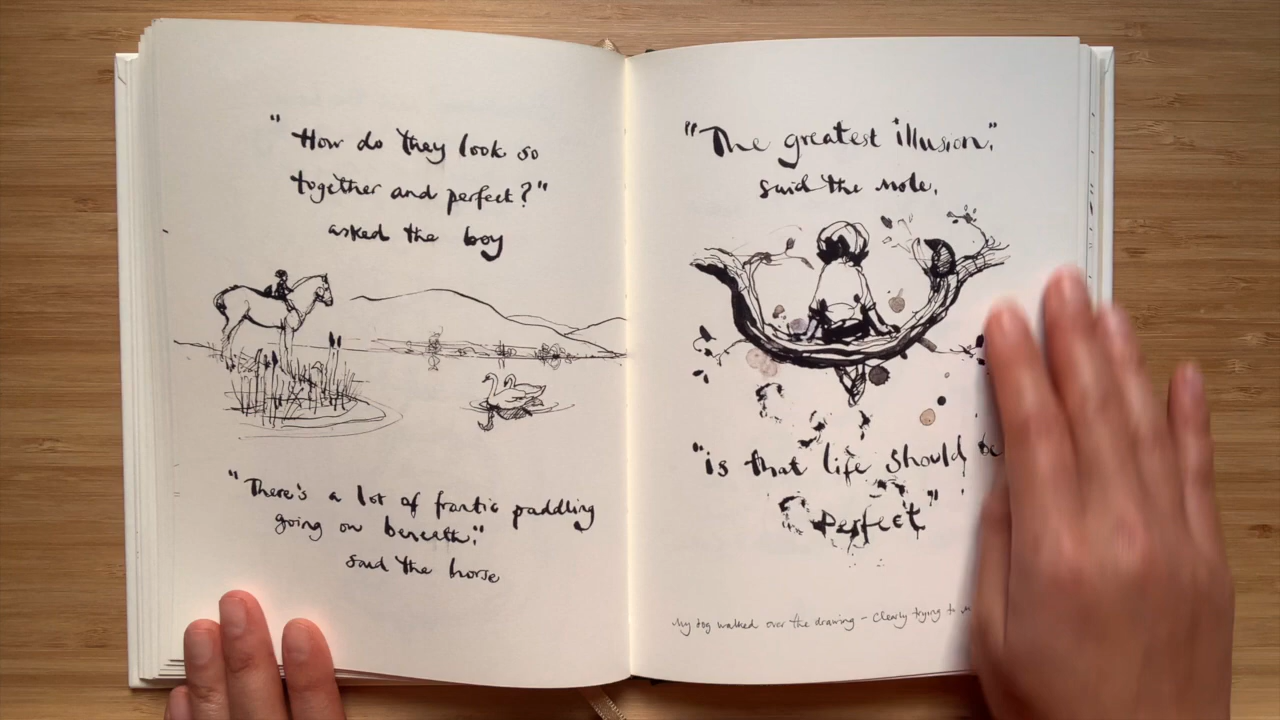 "How do they look so
together and perfect?"
asked the boy
"There's a lot of frantic paddling
going on beneath."
said the horse
"The greatest illusion,"
said the mole,
"is that life should be
perfect"
My dog walked over the drawing – clearly trying to